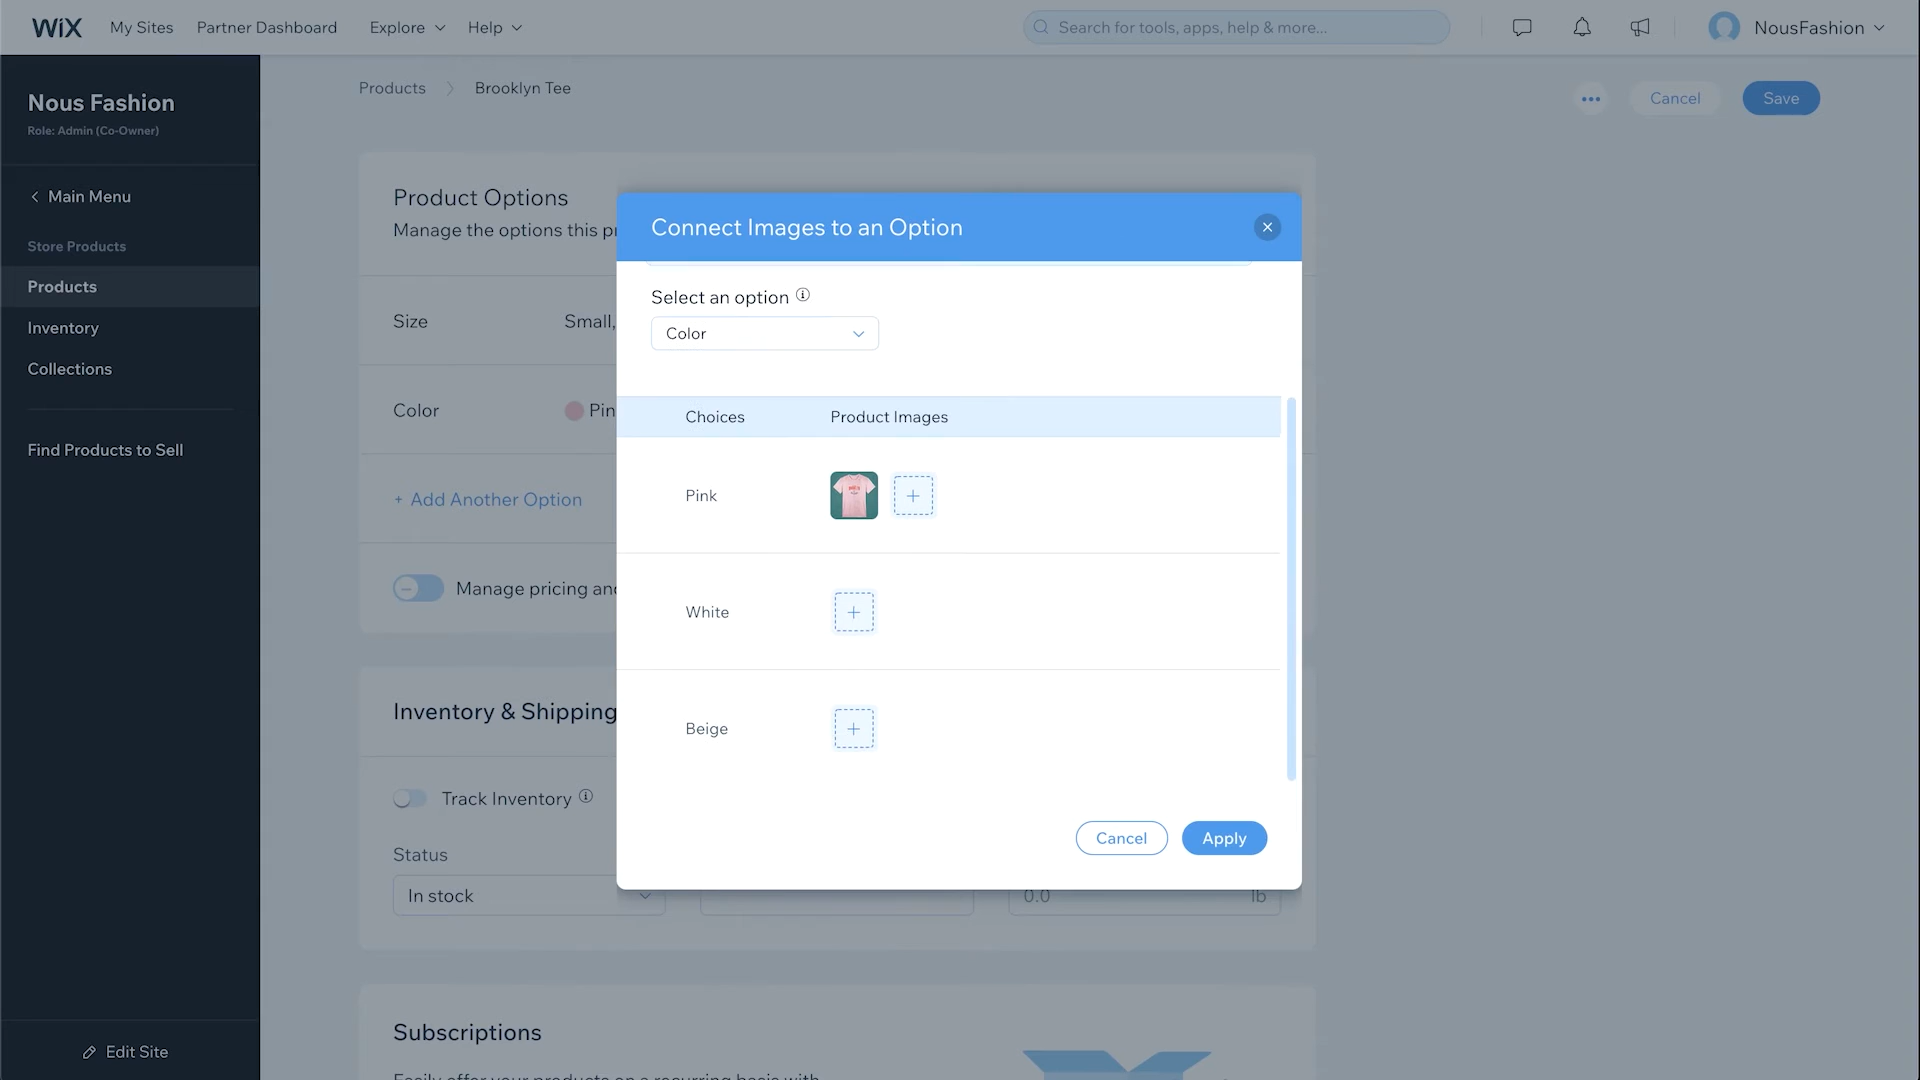 WiX My Sites Partner Dashboard Explore Help Search for tools, apps, help & more... NousFashion
Nous Fashion
Role: Admin (Co-Owner)
Main Menu
Store Products
Products
Inventory
Collections
Find Products to Sell
Edit Site
Products Brooklyn Tee
Cancel Save
Product Options
Manage the options this
Size Small,
Color
+ Add Another Option
Manage pricing
Inventory & Shipping
Track Inventory
Status
In stock 0.0 lb
Subscriptions
Connect Images to an Option
Select an option
Color
Choices Product Images
Pink
White
Beige
Cancel Apply